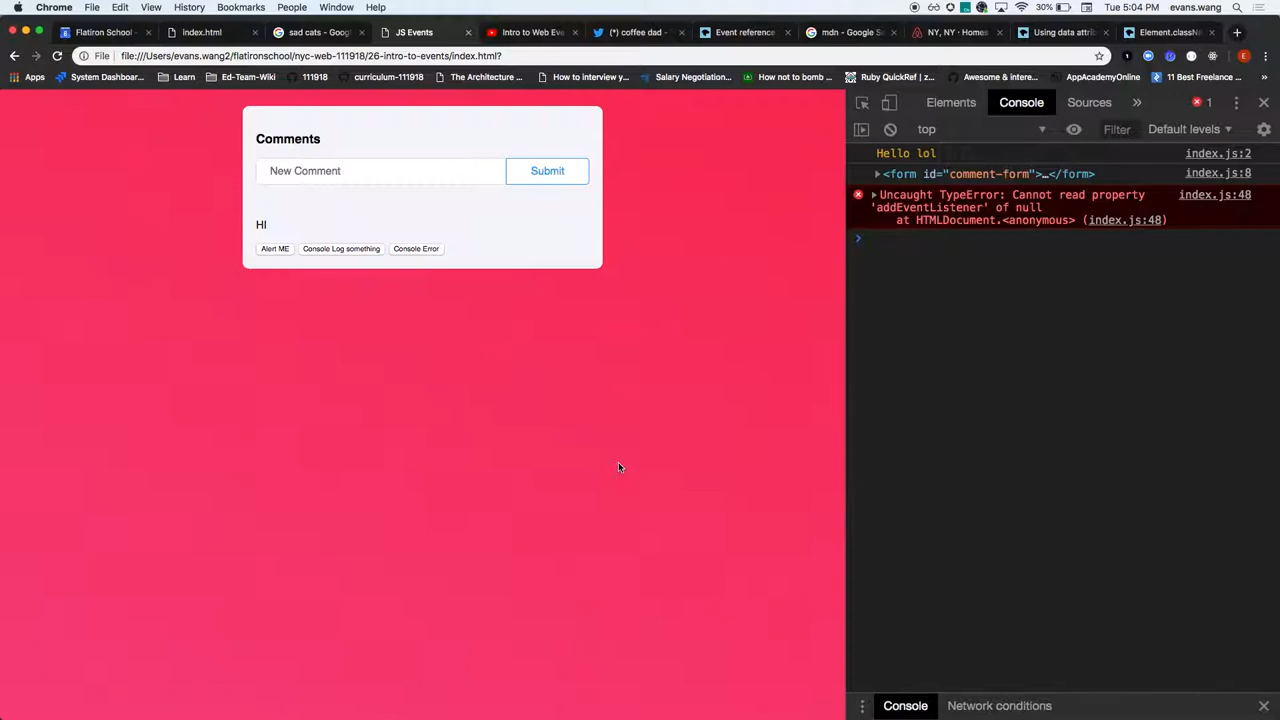 Chrome File Edit View History Bookmarks People Window Help 30% Tue 5:04 PM evans.wang
Flatiron School - index.html sad cats - Googl JS Events Intro to Web Eve (*) coffee dad - Event reference mdn - Google S NY, NY · Homes Using data attrib Element.classNa
File file:///Users/evans.wang2/flatironschool/nyc-web-111918/26-intro-to-events/index.html?
Apps System Dashboar... Learn Ed-Team-Wiki 111918 curriculum-111918 The Architecture ... How to interview y... Salary Negotiation... How not to bomb ... Ruby QuickRef | z... Awesome & intere... AppAcademyOnline 11 Best Freelance ...
Comments
New Comment Submit
HI
Alert ME Console Log something Console Error
Elements Console Sources » 1
top Filter Default levels
Hello lol index.js:2
<form id="comment-form">…</form> index.js:8
Uncaught TypeError: Cannot read property index.js:48
'addEventListener' of null
at HTMLDocument.<anonymous> (index.js:48)
Console Network conditions